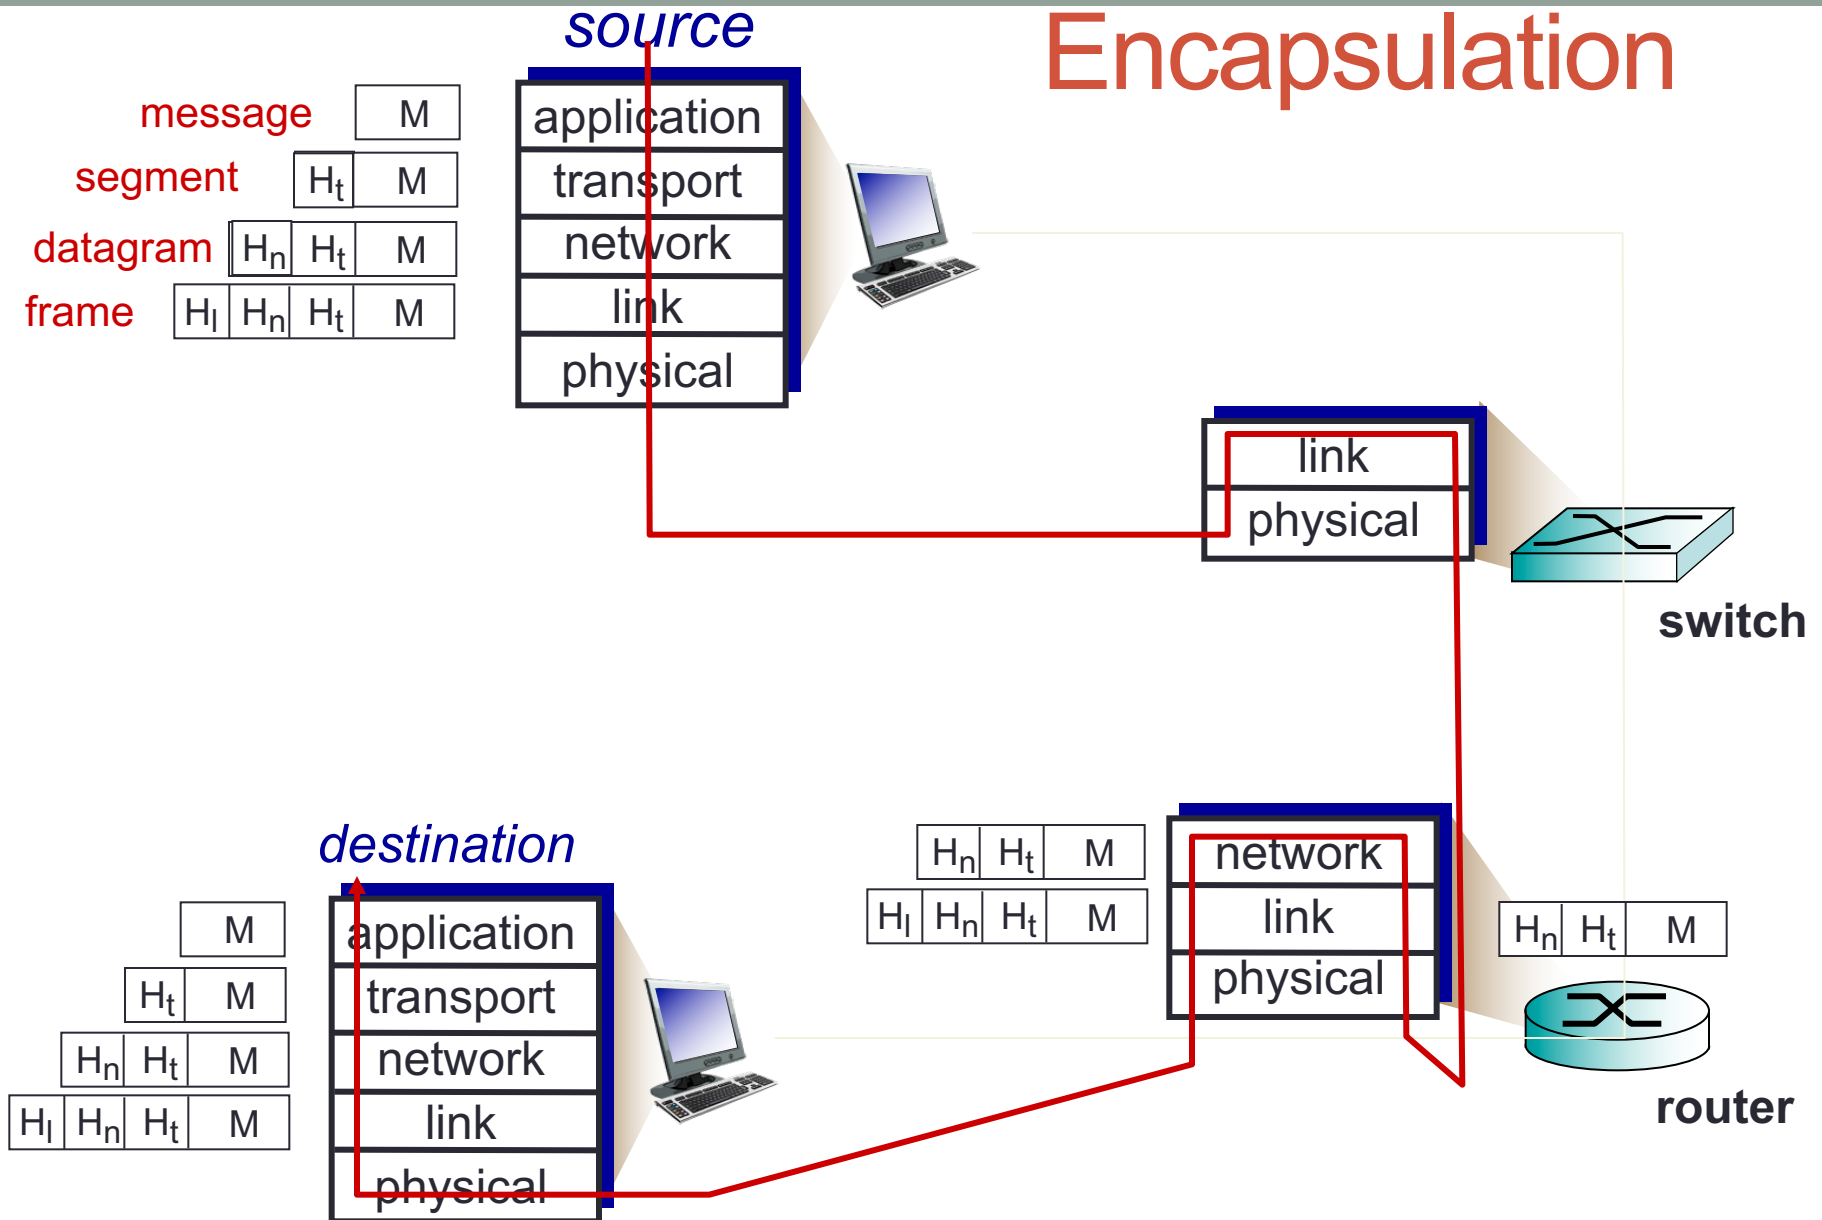 Encapsulation
source
message M
segment Ht M
datagram Hn Ht M
frame Hl Hn Ht M
application
transport
network
link
physical
link
physical
switch
Hn Ht M
Hl Hn Ht M
network
link
physical
Hn Ht M
router
destination
M
Ht M
Hn Ht M
Hl Hn Ht M
application
transport
network
link
physical